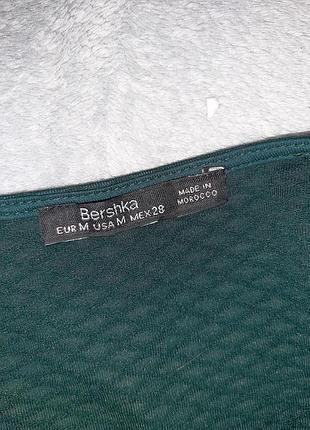 Bershka
EUR M USA M MEX 28
MADE IN
MOROCCO